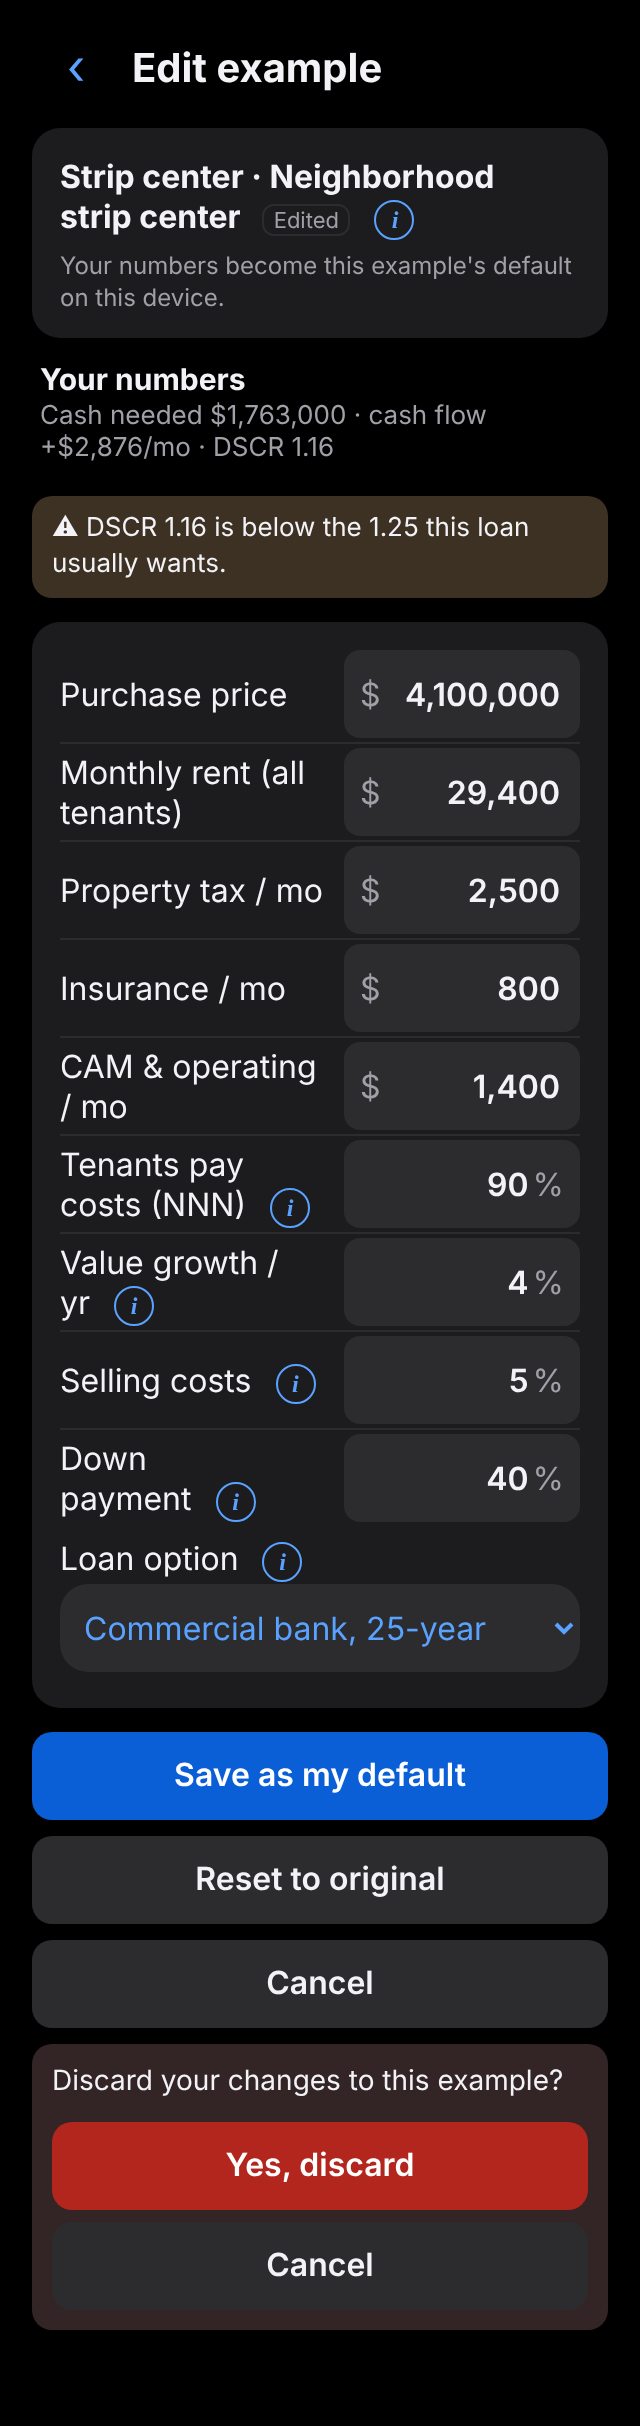 Edit example
Strip center · Neighborhood
strip center Edited i
Your numbers become this example's default
on this device.
Your numbers
Cash needed $1,763,000 · cash flow
+$2,876/mo · DSCR 1.16
⚠ DSCR 1.16 is below the 1.25 this loan
usually wants.
Purchase price $ 4,100,000
Monthly rent (all
tenants) $ 29,400
Property tax / mo $ 2,500
Insurance / mo $ 800
CAM & operating
/ mo $ 1,400
Tenants pay
costs (NNN) i 90 %
Value growth /
yr i 4 %
Selling costs i 5 %
Down
payment i 40 %
Loan option i
Commercial bank, 25-year
Save as my default
Reset to original
Cancel
Discard your changes to this example?
Yes, discard
Cancel